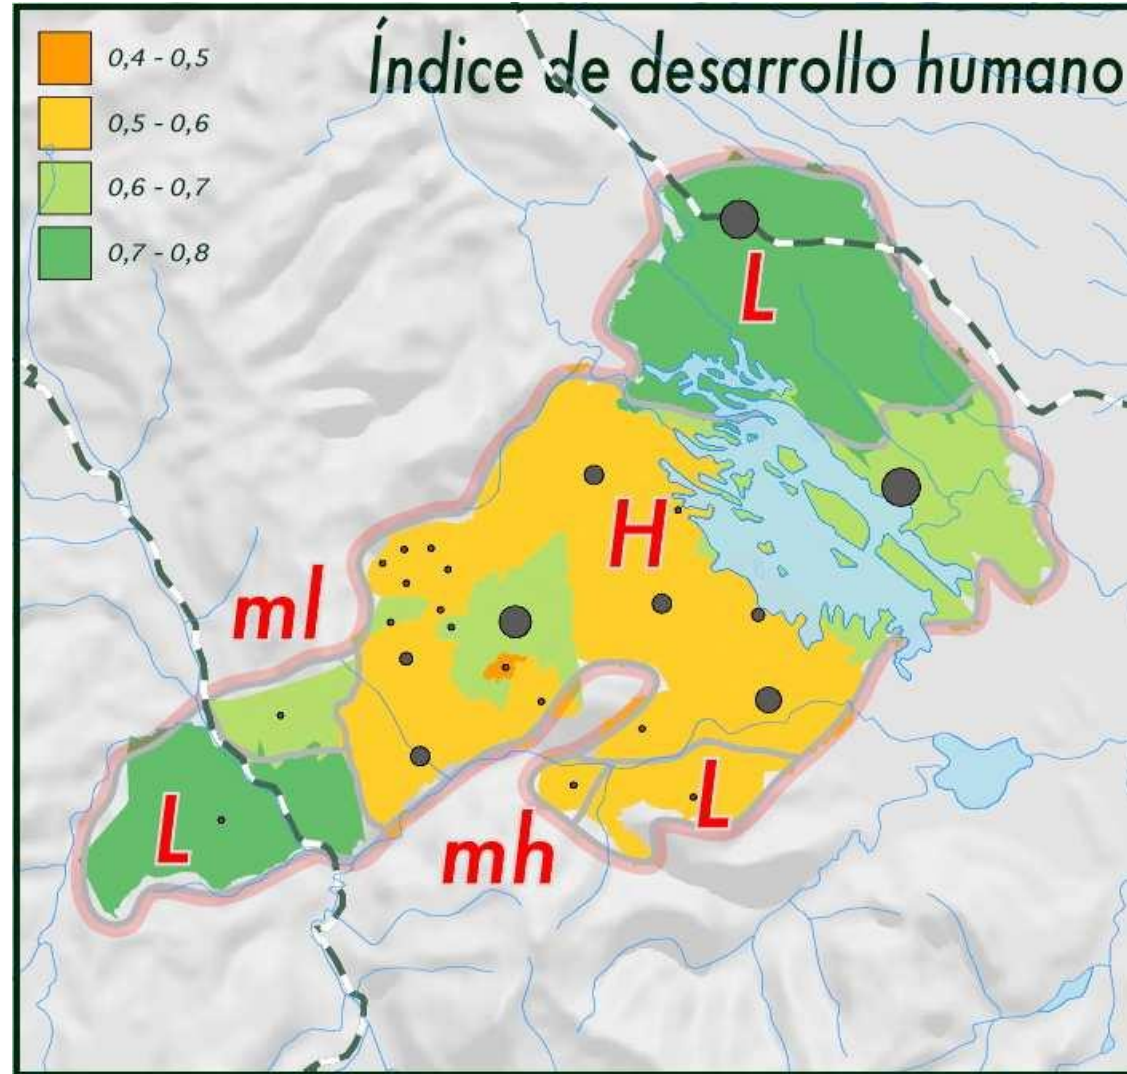 Índice de desarrollo humano
0,4 - 0,5
0,5 - 0,6
0,6 - 0,7
0,7 - 0,8
L
H
ml
L
L
mh